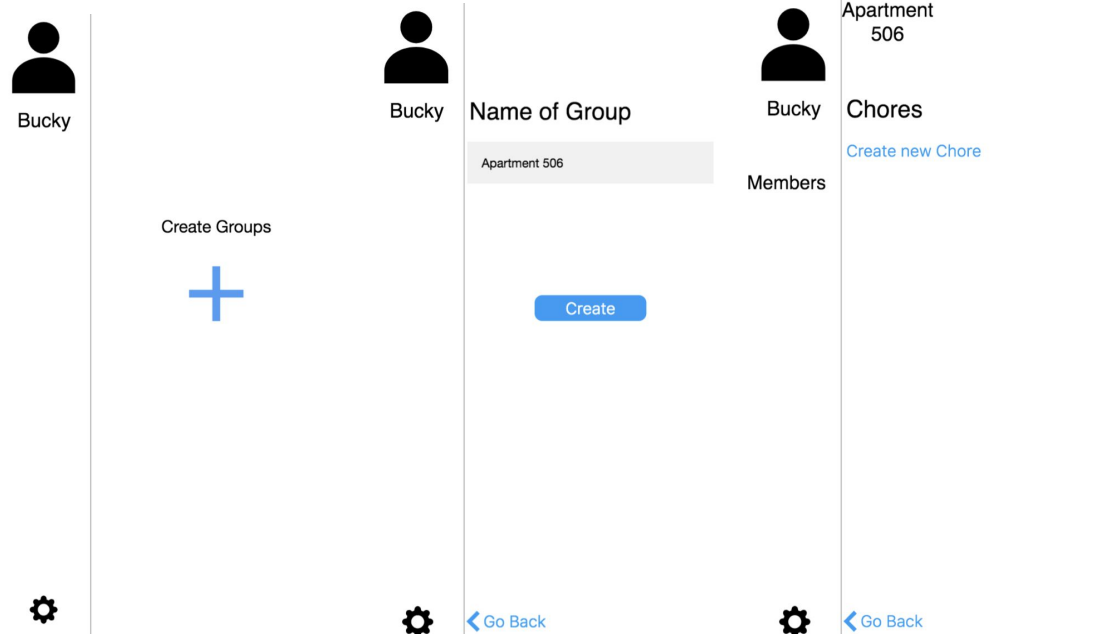 Bucky
Create Groups
Bucky
Name of Group
Apartment 506
Create
Go Back
Apartment
506
Bucky
Chores
Create new Chore
Members
Go Back